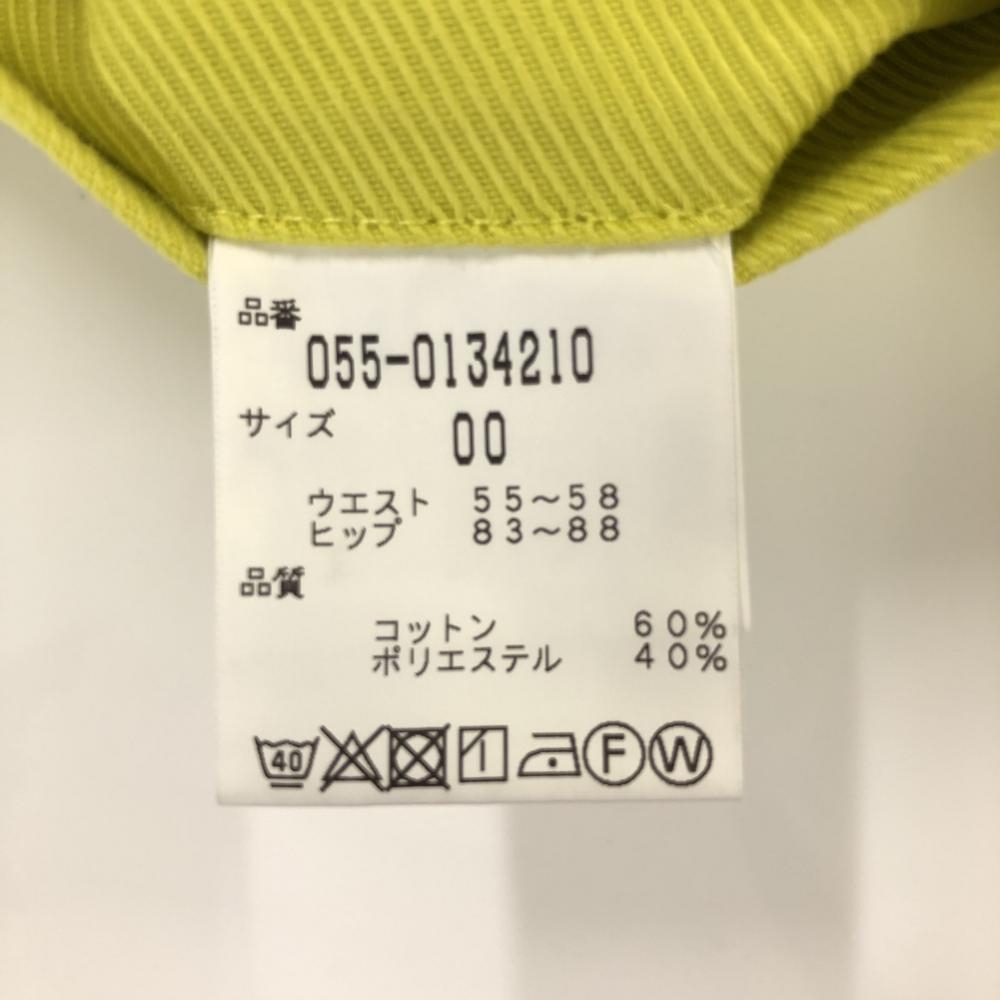 品番
055-0134210
サイズ 00
ウエスト 55～58
ヒップ 83～88
品質
コットン 60%
ポリエステル 40%
40 F W